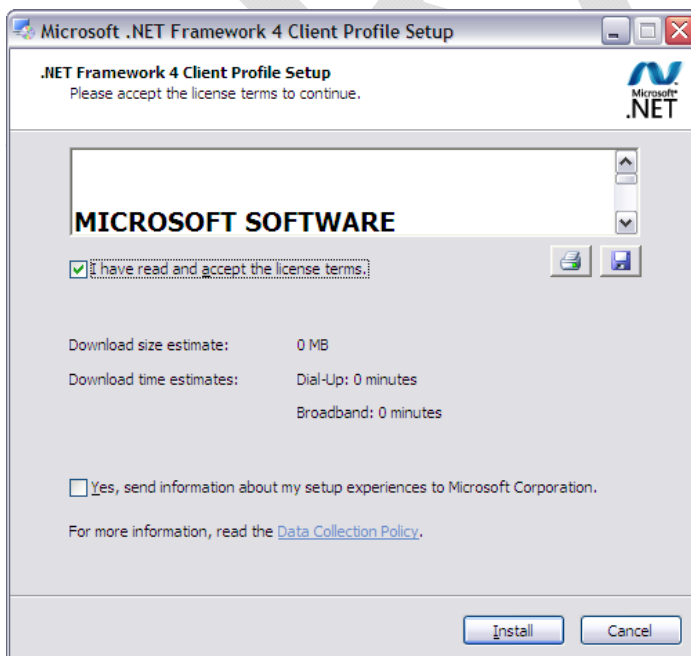 Microsoft .NET Framework 4 Client Profile Setup
.NET Framework 4 Client Profile Setup
Please accept the license terms to continue.
Microsoft®
.NET
MICROSOFT SOFTWARE
I have read and accept the license terms.
Download size estimate: 0 MB
Download time estimates: Dial-Up: 0 minutes
Broadband: 0 minutes
Yes, send information about my setup experiences to Microsoft Corporation.
For more information, read the Data Collection Policy.
Install Cancel